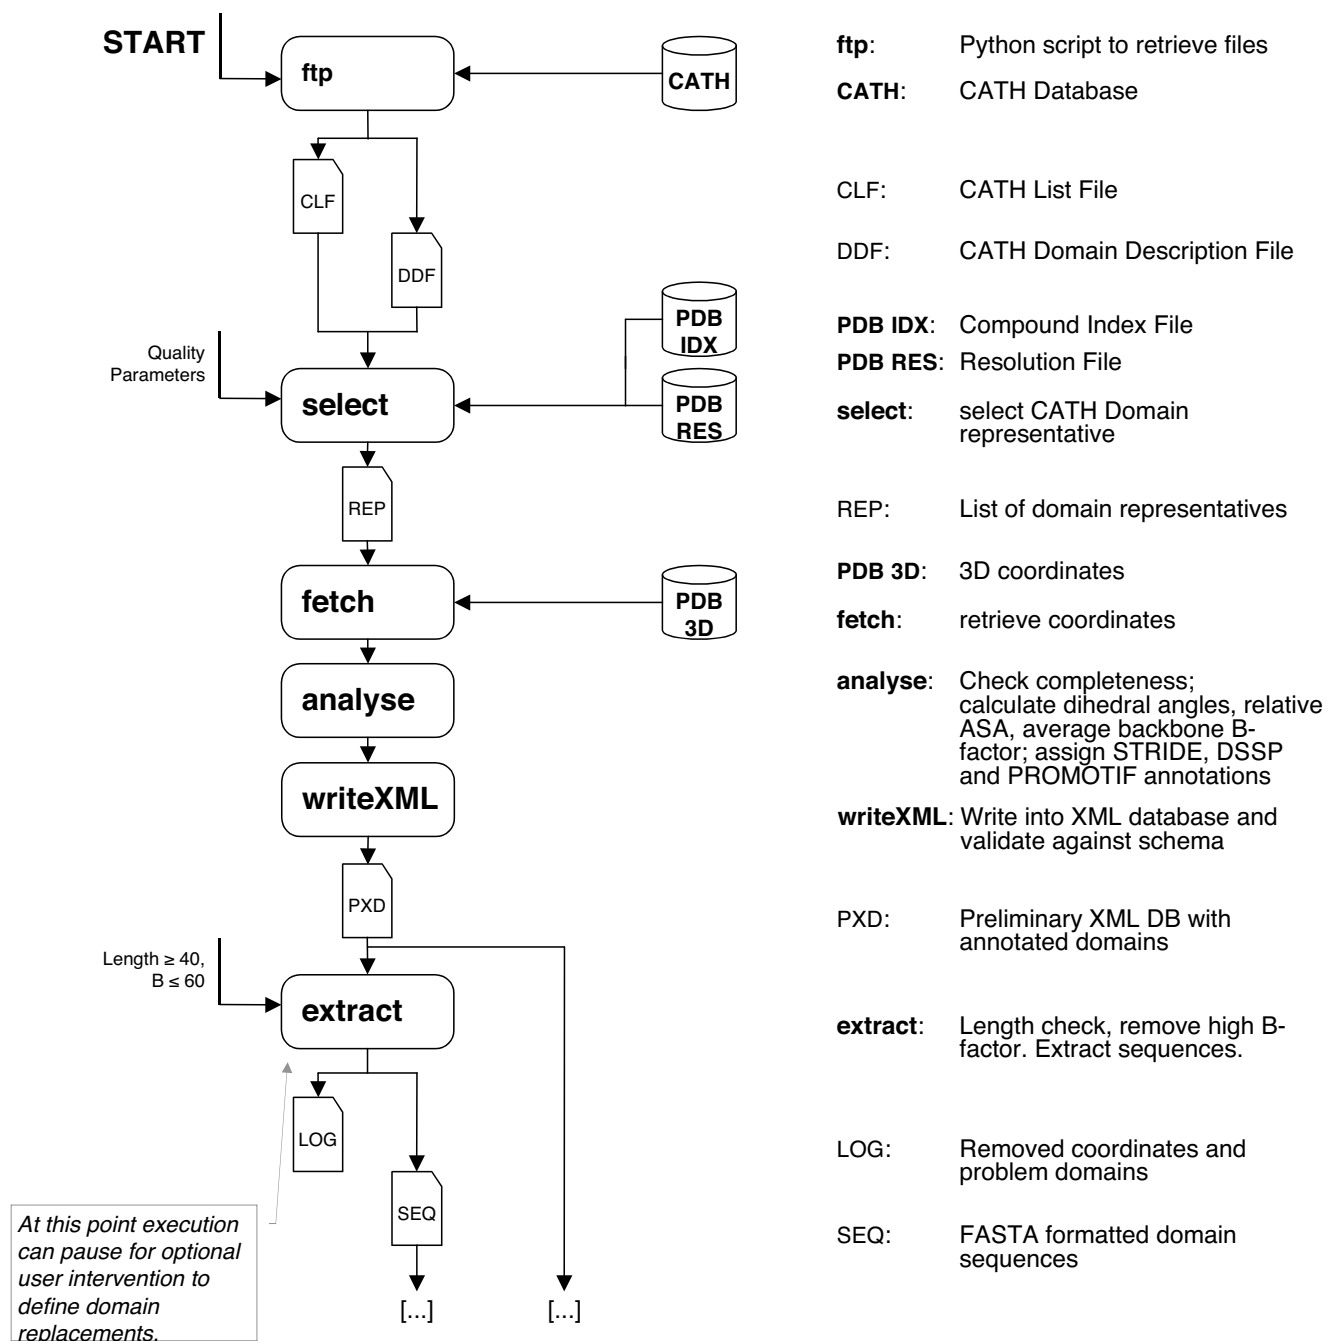 START
ftp
CATH
CLF
DDF
PDB
IDX
Quality
Parameters
select
PDB
RES
REP
fetch
PDB
3D
analyse
writeXML
PXD
Length ≥ 40,
B ≤ 60
extract
LOG
SEQ
At this point execution
can pause for optional
user intervention to
define domain
replacements.
[...]
[...]
ftp: Python script to retrieve files
CATH: CATH Database
CLF: CATH List File
DDF: CATH Domain Description File
PDB IDX: Compound Index File
PDB RES: Resolution File
select: select CATH Domain
representative
REP: List of domain representatives
PDB 3D: 3D coordinates
fetch: retrieve coordinates
analyse: Check completeness;
calculate dihedral angles, relative
ASA, average backbone B-
factor; assign STRIDE, DSSP
and PROMOTIF annotations
writeXML: Write into XML database and
validate against schema
PXD: Preliminary XML DB with
annotated domains
extract: Length check, remove high B-
factor. Extract sequences.
LOG: Removed coordinates and
problem domains
SEQ: FASTA formatted domain
sequences